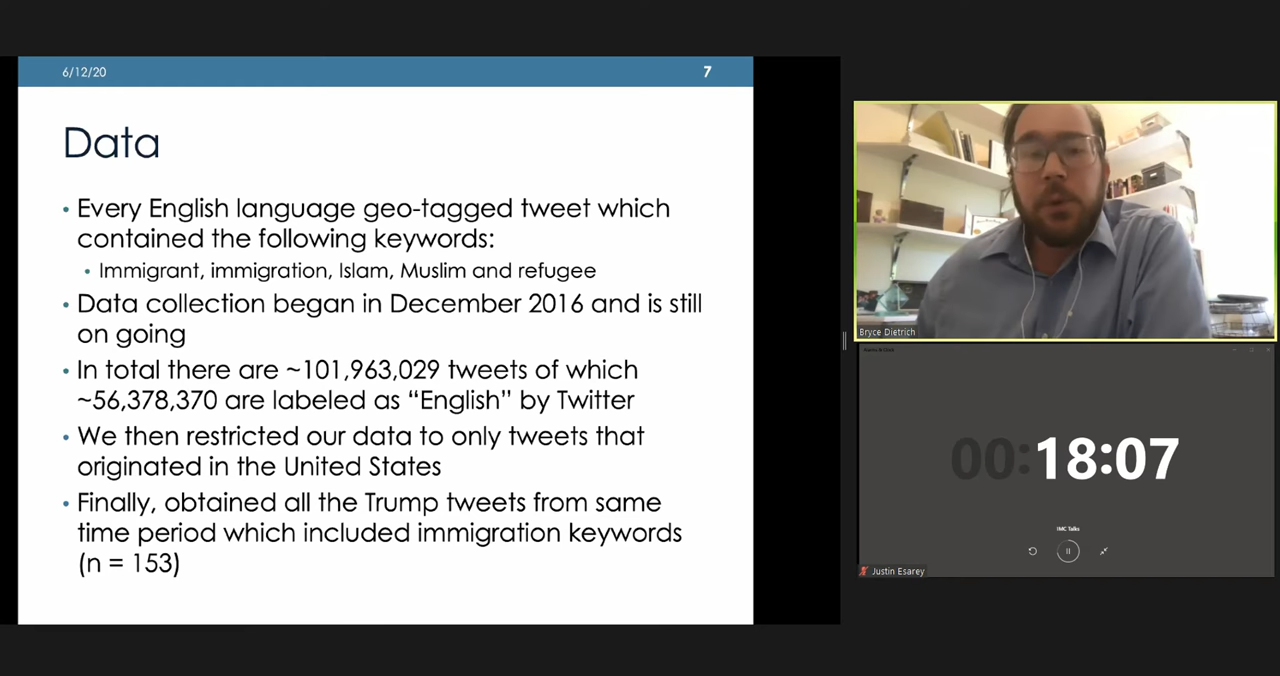 6/12/20
7
Data
• Every English language geo-tagged tweet which
contained the following keywords:
• Immigrant, immigration, Islam, Muslim and refugee
• Data collection began in December 2016 and is still
on going
• In total there are ~101,963,029 tweets of which
~56,378,370 are labeled as “English” by Twitter
• We then restricted our data to only tweets that
originated in the United States
• Finally, obtained all the Trump tweets from same
time period which included immigration keywords
(n = 153)
Bryce Dietrich
Alarms & Clock
00:18:07
IMC Talks
Justin Esarey